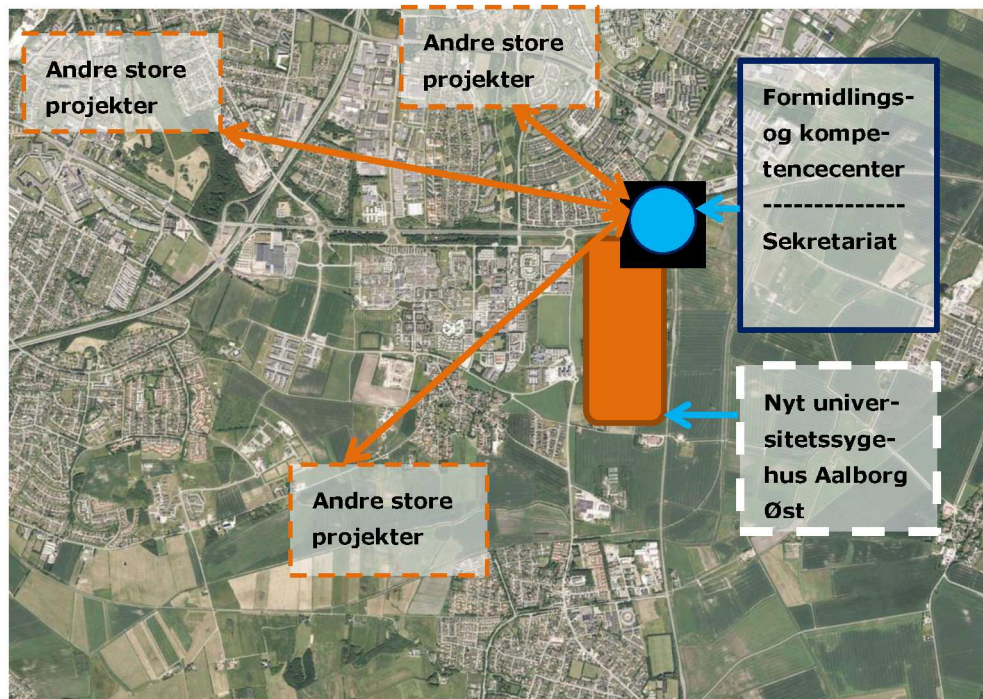 Andre store
projekter
Andre store
projekter
Formidlings-
og kompe-
tencecenter
--------------
Sekretariat
Nyt univer-
sitetssyge-
hus Aalborg
Øst
Andre store
projekter